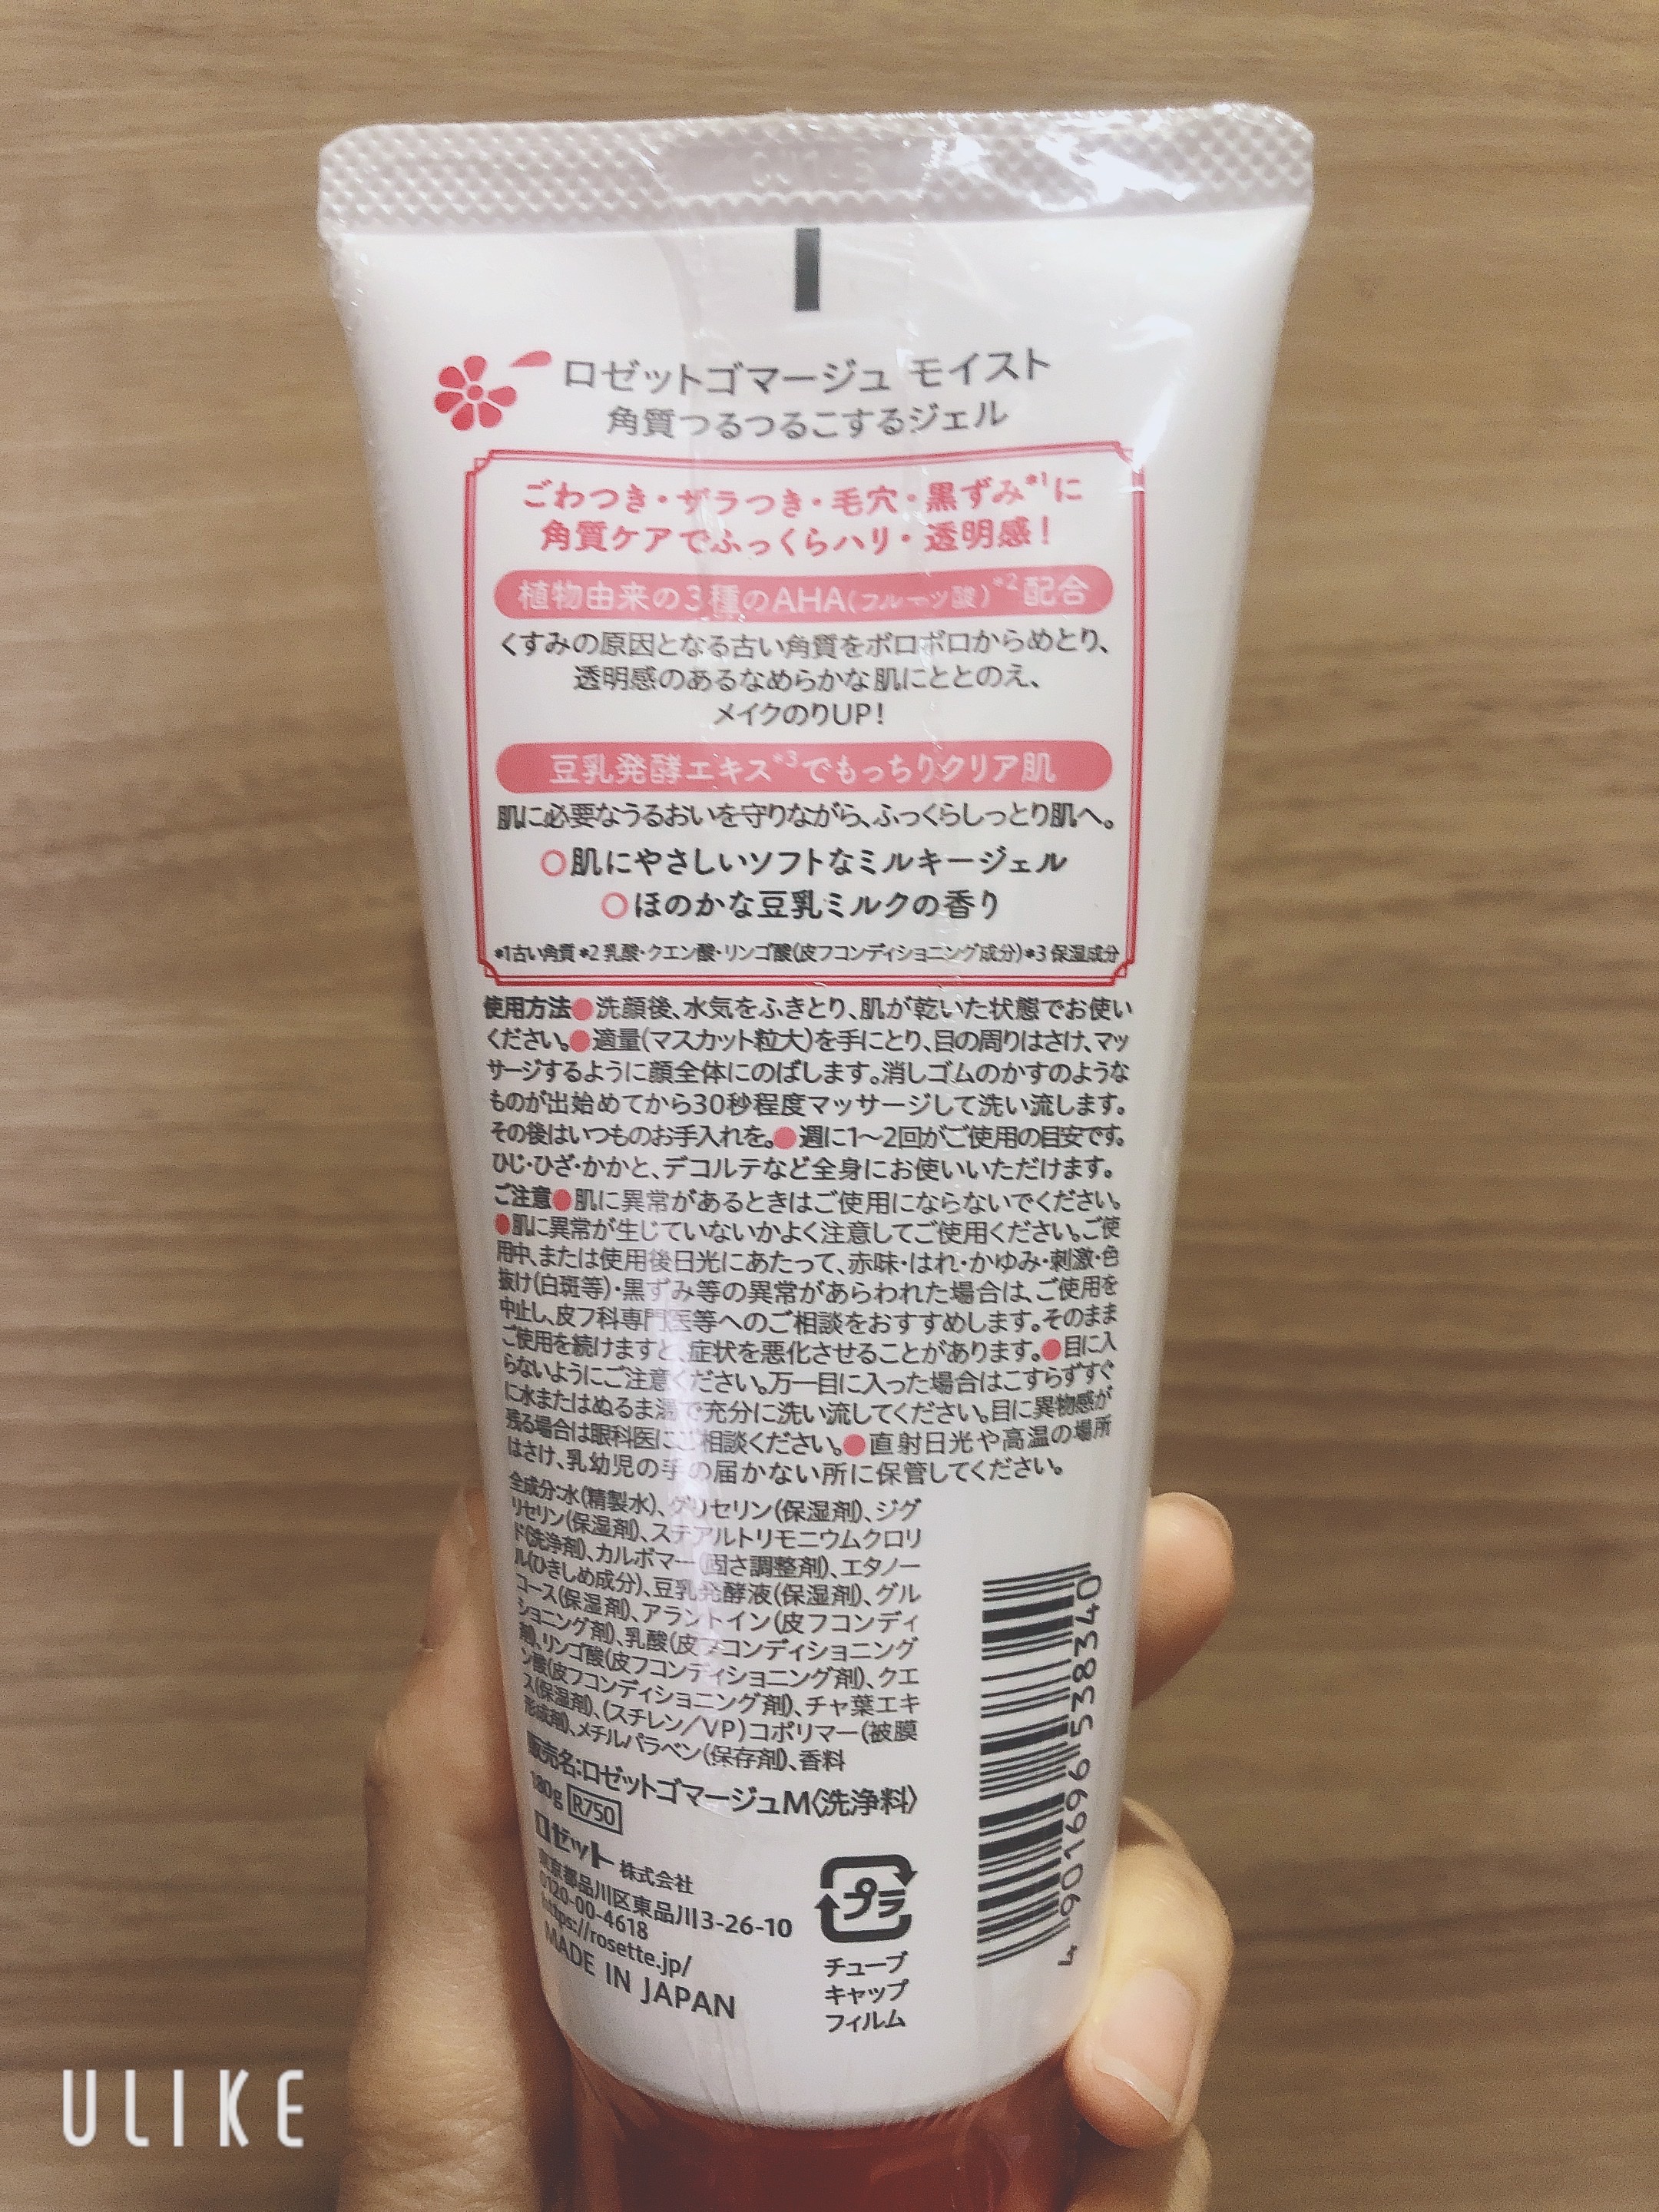 ロゼットゴマージュ モイスト
角質つるつるこするジェル
ごわつき・ザラつき・毛穴・黒ずみ*1に
角質ケアでふっくらハリ・透明感！
植物由来の3種のAHA(フルーツ酸)*2配合
くすみの原因となる古い角質をポロポロからめとり、
透明感のあるなめらかな肌にととのえ、
メイクのりUP！
豆乳発酵エキス*3でもっちりクリア肌
肌に必要なうるおいを守りながら、ふっくらしっとり肌へ。
○肌にやさしいソフトなミルキージェル
○ほのかな豆乳ミルクの香り
*1古い角質 *2 乳酸・クエン酸・リンゴ酸(皮フコンディショニング成分)*3 保湿成分
使用方法●洗顔後、水気をふきとり、肌が乾いた状態でお使い
ください。●適量(マスカット粒大)を手にとり、目の周りはさけ、マッ
サージするように顔全体にのばします。消しゴムのかすのような
ものが出始めてから30秒程度マッサージして洗い流します。
その後はいつものお手入れを。●週に1〜2回がご使用の目安です。
ひじ・ひざ・かかと、デコルテなど全身にお使いいただけます。
ご注意●肌に異常があるときはご使用にならないでください。
●肌に異常が生じていないかよく注意してご使用ください。ご使
用中、または使用後日光にあたって、赤味・はれ・かゆみ・刺激・色
抜け(白斑等)・黒ずみ等の異常があらわれた場合は、ご使用を
中止し、皮フ科専門医等へのご相談をおすすめします。そのまま
ご使用を続けますと、症状を悪化させることがあります。●目に入
らないようにご注意ください。万一目に入った場合はこすらずすぐ
に水またはぬるま湯で充分に洗い流してください。目に異物感が
残る場合は眼科医にご相談ください。●直射日光や高温の場所
はさけ、乳幼児の手の届かない所に保管してください。
全成分:水(精製水)、グリセリン(保湿剤)、ジグ
リセリン(保湿剤)、ステアルトリモニウムクロリ
ド(洗浄剤)、カルボマー(固さ調整剤)、エタノー
ル(ひきしめ成分)、豆乳発酵液(保湿剤)、グル
コース(保湿剤)、アラントイン(皮フコンディ
ショニング剤)、乳酸(皮フコンディショニング
剤)、リンゴ酸(皮フコンディショニング剤)、クエ
ン酸(皮フコンディショニング剤)、チャ葉エキ
ス(保湿剤)、(スチレン/VP)コポリマー(被膜
形成剤)、メチルパラベン(保存剤)、香料
販売名:ロゼットゴマージュM〈洗浄料〉
180g R750
ロゼット 株式会社
東京都品川区東品川3-26-10
0120-00-4618
https://rosette.jp/
MADE IN JAPAN
プラ
チューブ
キャップ
フィルム
4 901696 538340
ULIKE